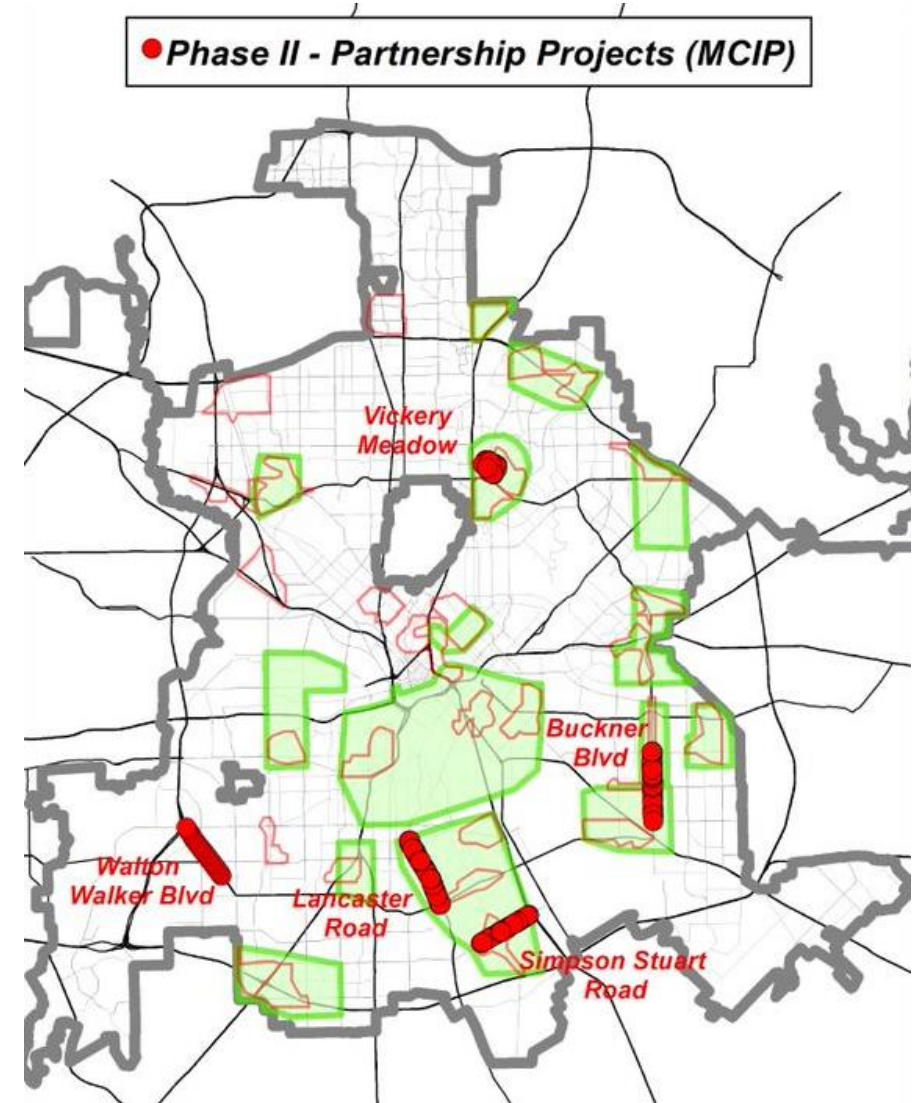 Phase II - Partnership Projects (MCIP)
Vickery
Meadow
Buckner
Blvd
Walton
Walker Blvd
Lancaster
Road
Simpson Stuart
Road